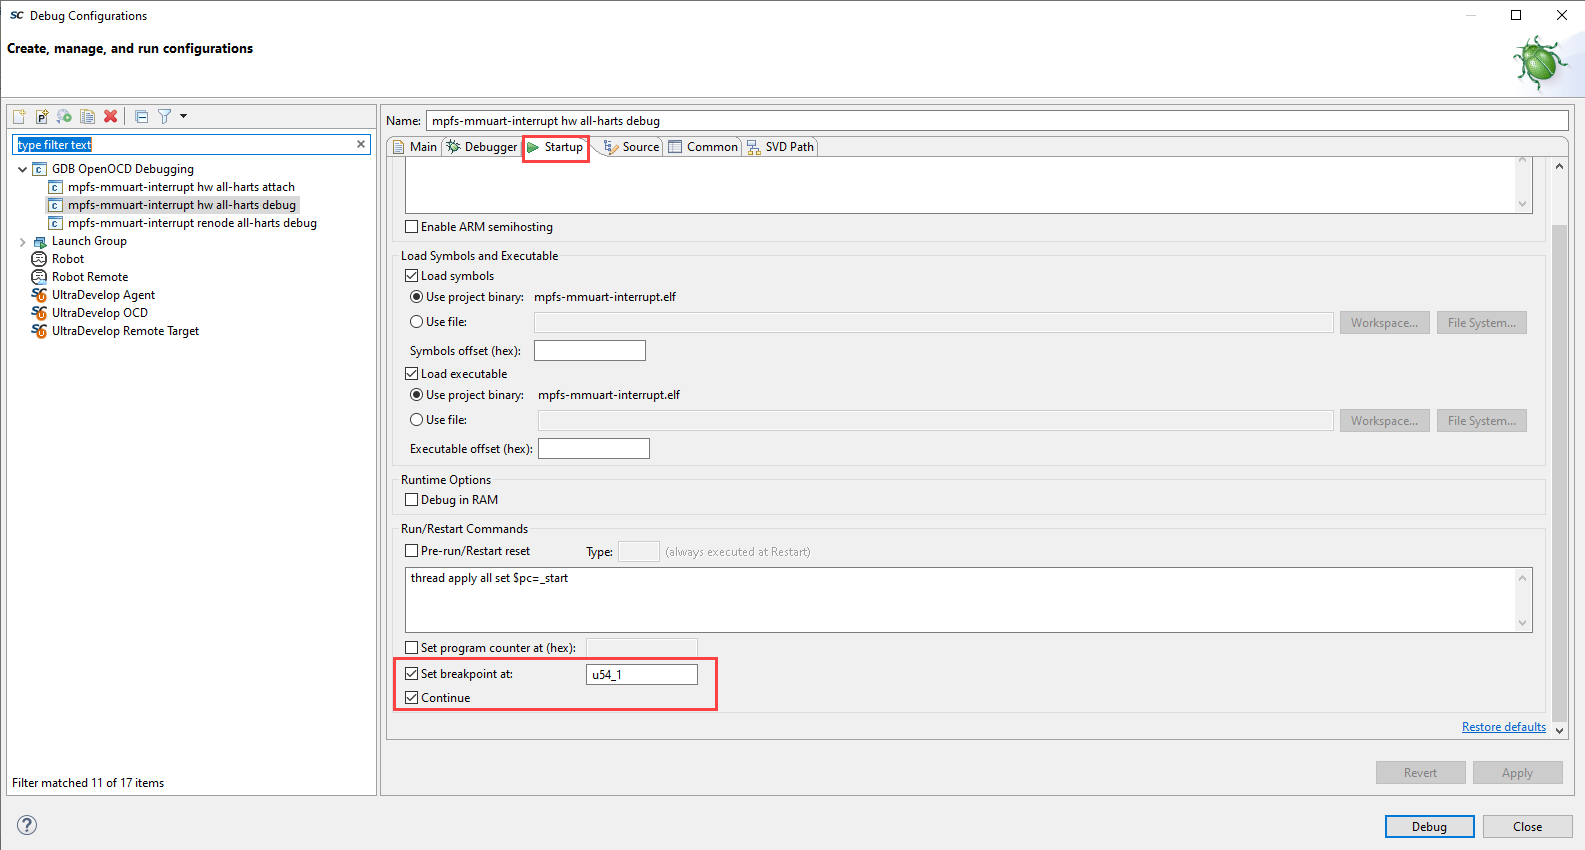 SC Debug Configurations
Create, manage, and run configurations
type filter text
GDB OpenOCD Debugging
mpfs-mmuart-interrupt hw all-harts attach
mpfs-mmuart-interrupt hw all-harts debug
mpfs-mmuart-interrupt renode all-harts debug
Launch Group
Robot
Robot Remote
UltraDevelop Agent
UltraDevelop OCD
UltraDevelop Remote Target
Filter matched 11 of 17 items
Name: mpfs-mmuart-interrupt hw all-harts debug
Main Debugger Startup Source Common SVD Path
Enable ARM semihosting
Load Symbols and Executable
Load symbols
Use project binary: mpfs-mmuart-interrupt.elf
Use file: Workspace... File System...
Symbols offset (hex):
Load executable
Use project binary: mpfs-mmuart-interrupt.elf
Use file: Workspace... File System...
Executable offset (hex):
Runtime Options
Debug in RAM
Run/Restart Commands
Pre-run/Restart reset Type: (always executed at Restart)
thread apply all set $pc=_start
Set program counter at (hex):
Set breakpoint at: u54_1
Continue
Restore defaults
Revert Apply
Debug Close